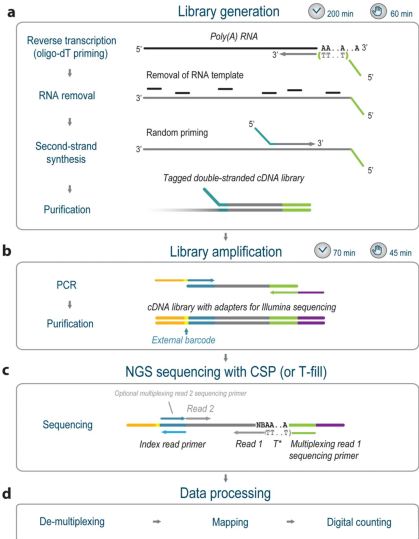 a
Library generation
200 min
60 min
Reverse transcription
(oligo-dT priming)
Poly(A) RNA
5'
AA..A..A 3'
3'
(TT..T)
5'
Removal of RNA template
RNA removal
3'
5'
Random priming
5'
Second-strand
synthesis
3'
3'
5'
Tagged double-stranded cDNA library
Purification
b
Library amplification
70 min
45 min
PCR
cDNA library with adapters for Illumina sequencing
Purification
External barcode
c
NGS sequencing with CSP (or T-fill)
Optional multiplexing read 2 sequencing primer
Read 2
Sequencing
NBAA..A
TT..T)
Index read primer
Read 1
T*
Multiplexing read 1
sequencing primer
d
Data processing
De-multiplexing
Mapping
Digital counting